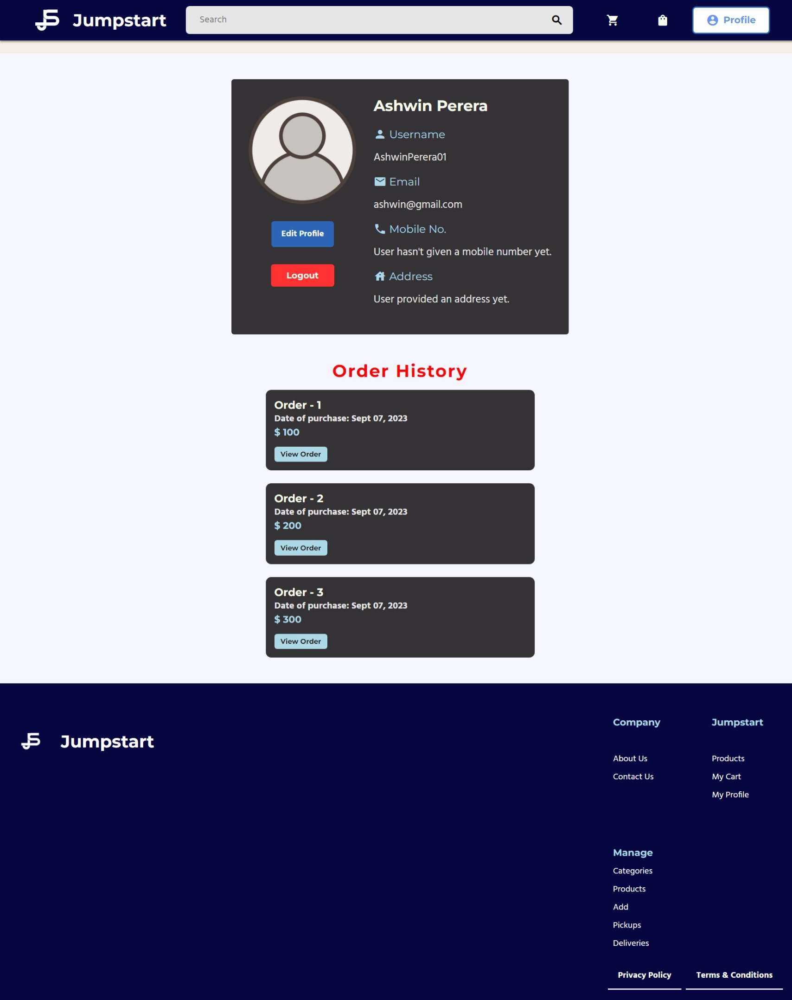 JS Jumpstart
Search
Profile
Ashwin Perera
Username
AshwinPerera01
Email
ashwin@gmail.com
Mobile No.
User hasn't given a mobile number yet.
Address
User provided an address yet.
Edit Profile
Logout
Order History
Order - 1
Date of purchase: Sept 07, 2023
$ 100
View Order
Order - 2
Date of purchase: Sept 07, 2023
$ 200
View Order
Order - 3
Date of purchase: Sept 07, 2023
$ 300
View Order
JS Jumpstart
Company
About Us
Contact Us
Jumpstart
Products
My Cart
My Profile
Manage
Categories
Products
Add
Pickups
Deliveries
Privacy Policy
Terms & Conditions